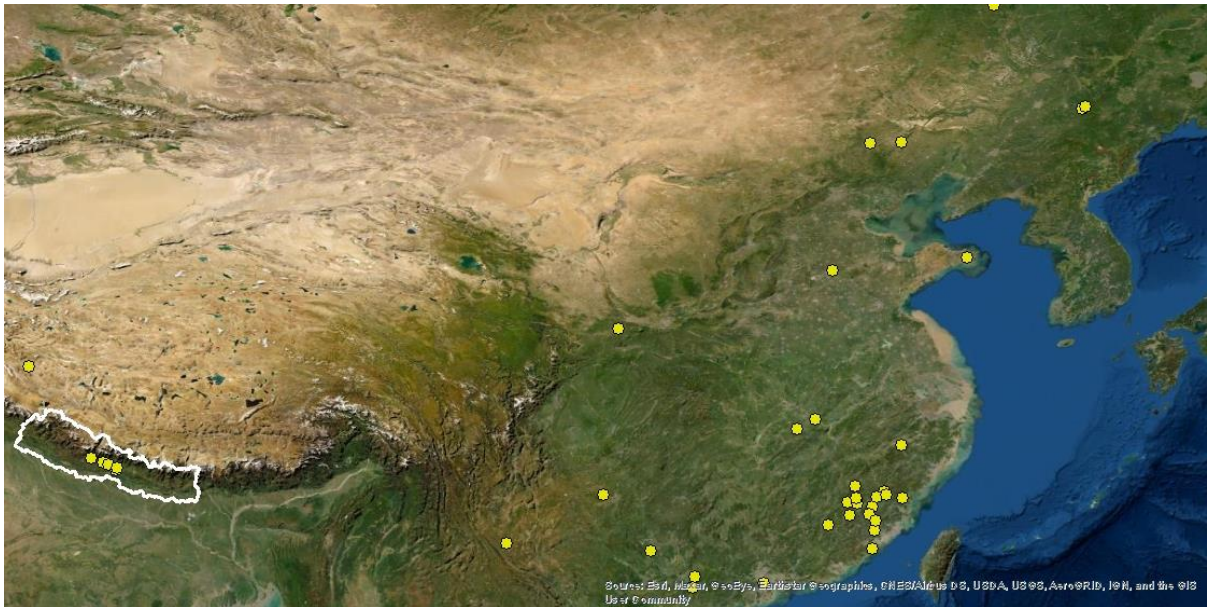 Source: Esri, Maxar, GeoEye, Earthstar Geographics, CNES/Airbus DS, USDA, USGS, AeroGRID, IGN, and the GIS
User Community